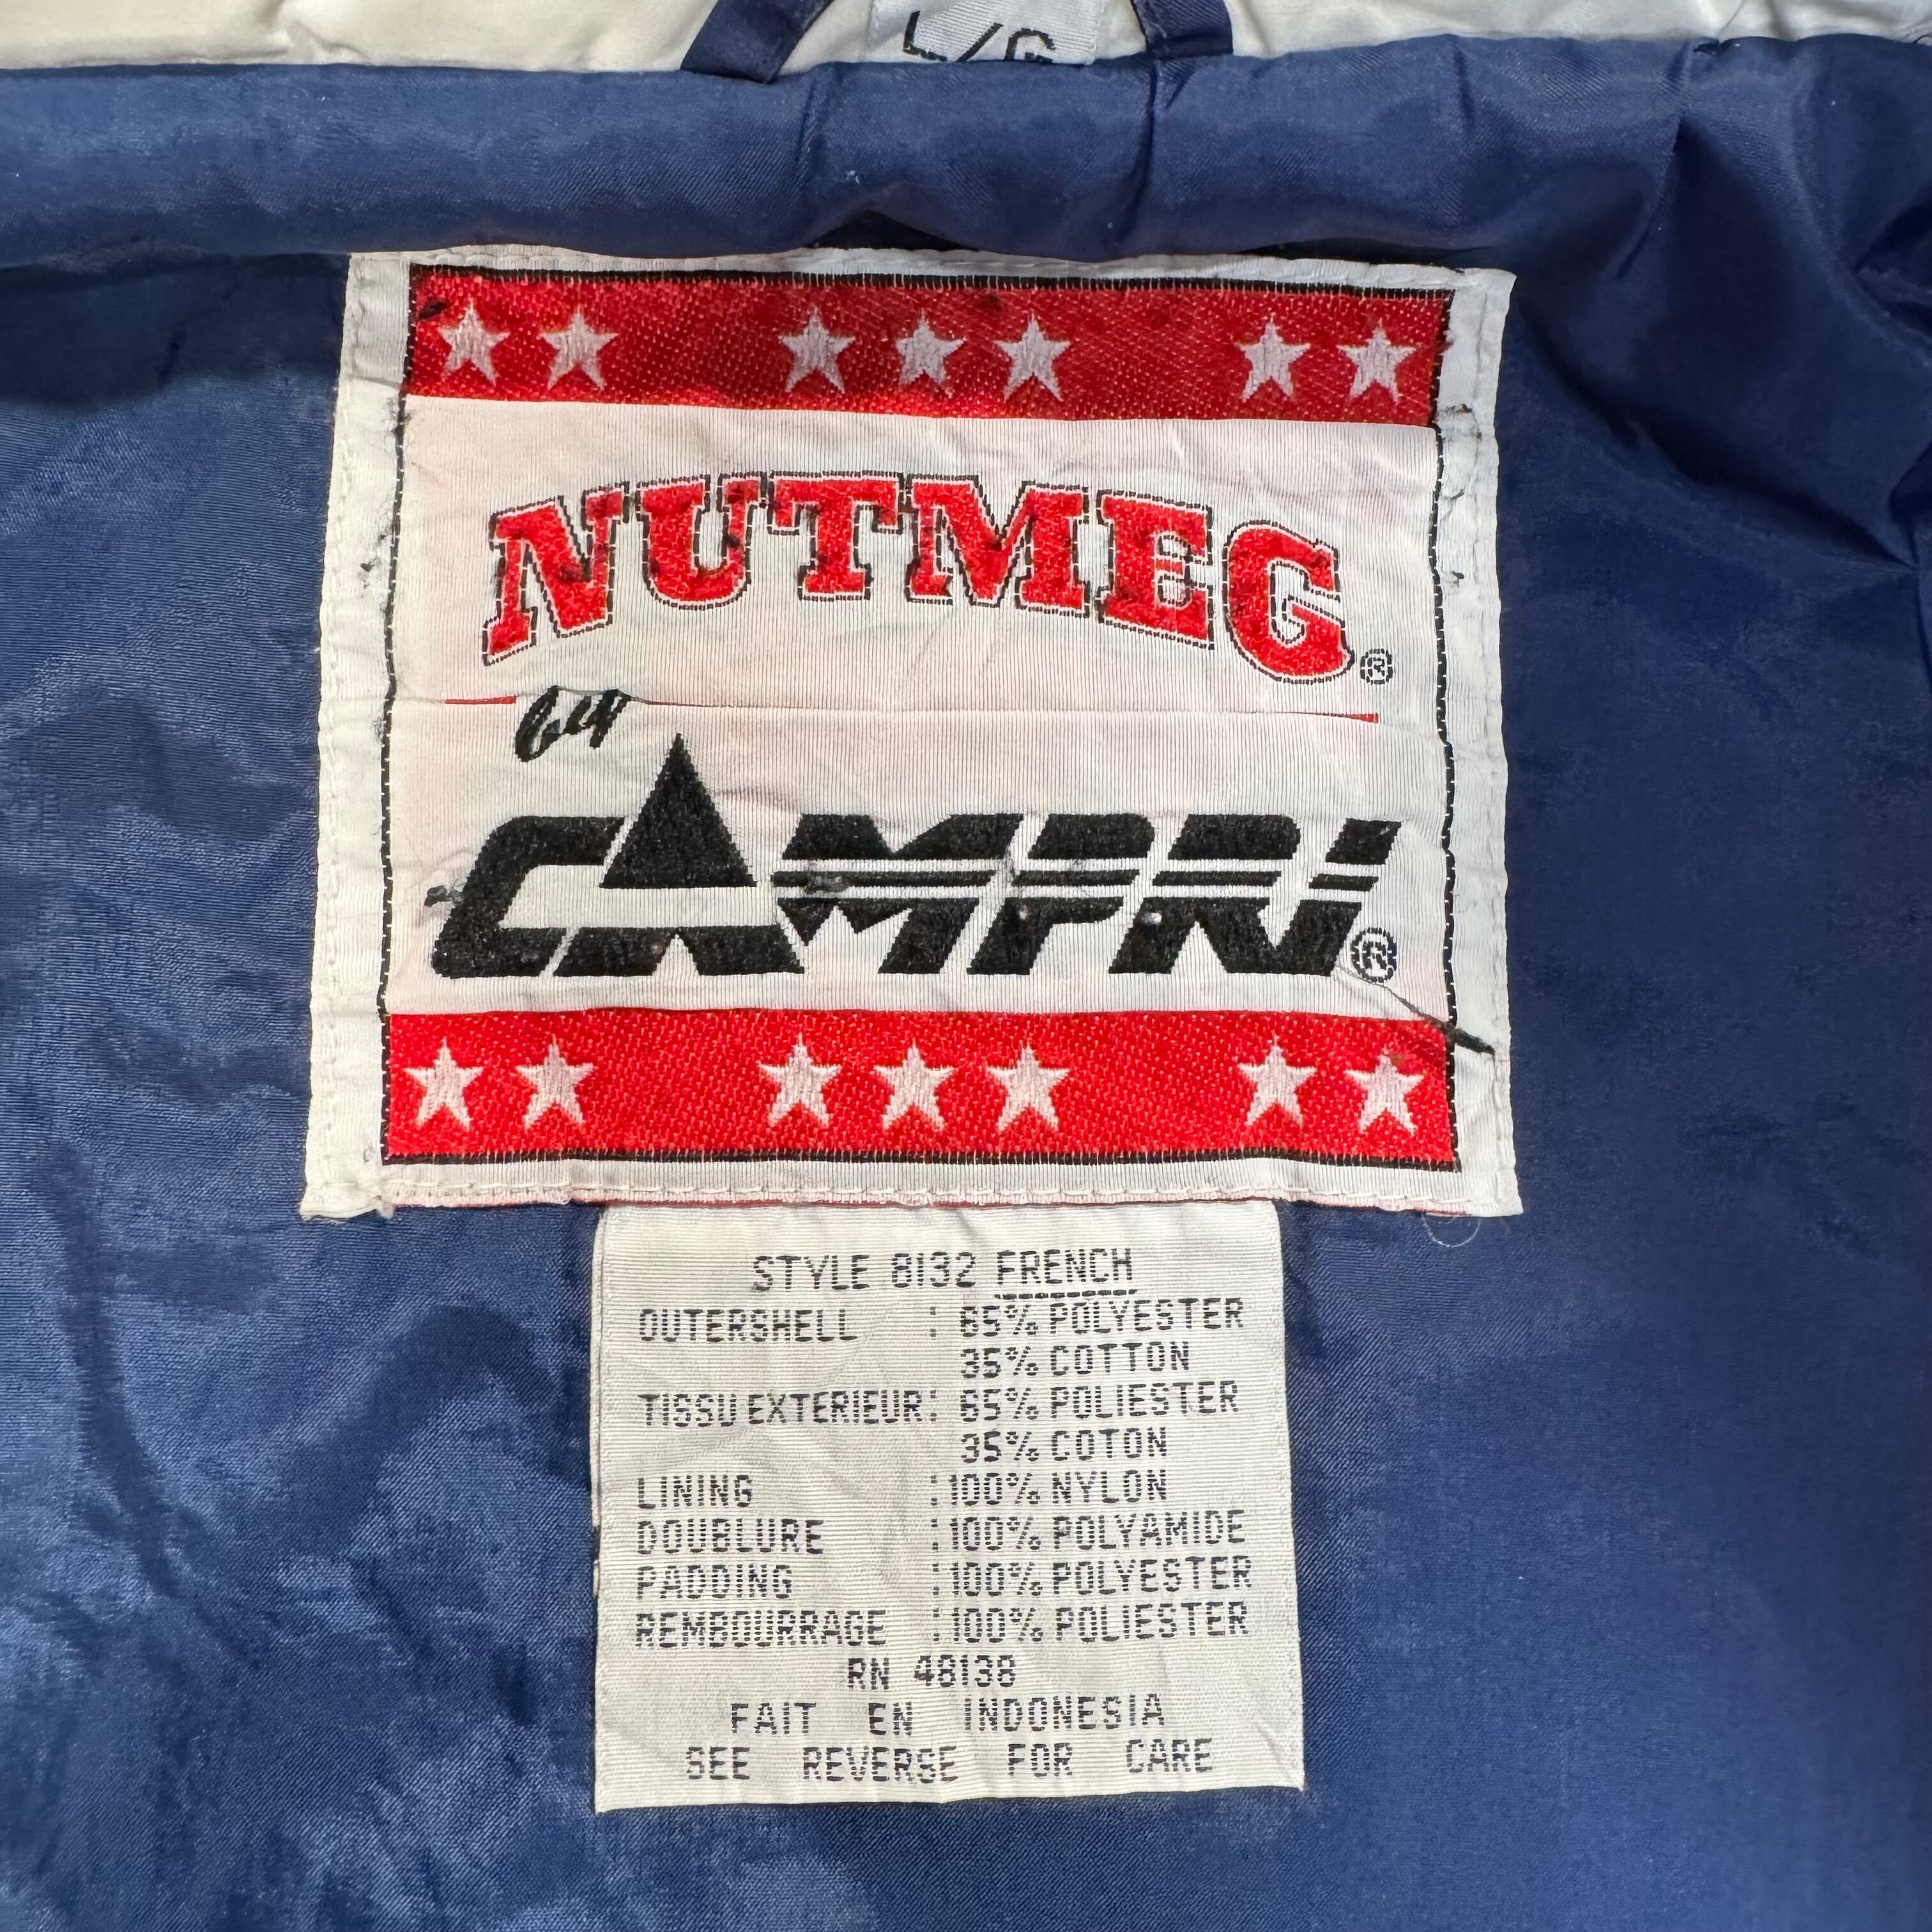 L/G
NUTMEG®
by
CAMPRI®
STYLE 8132 FRENCH
OUTERSHELL : 65% POLYESTER
35% COTTON
TISSU EXTERIEUR: 65% POLIESTER
35% COTON
LINING :100% NYLON
DOUBLURE :100% POLYAMIDE
PADDING :100% POLYESTER
REMBOURRAGE :100% POLIESTER
RN 48138
FAIT EN INDONESIA
SEE REVERSE FOR CARE